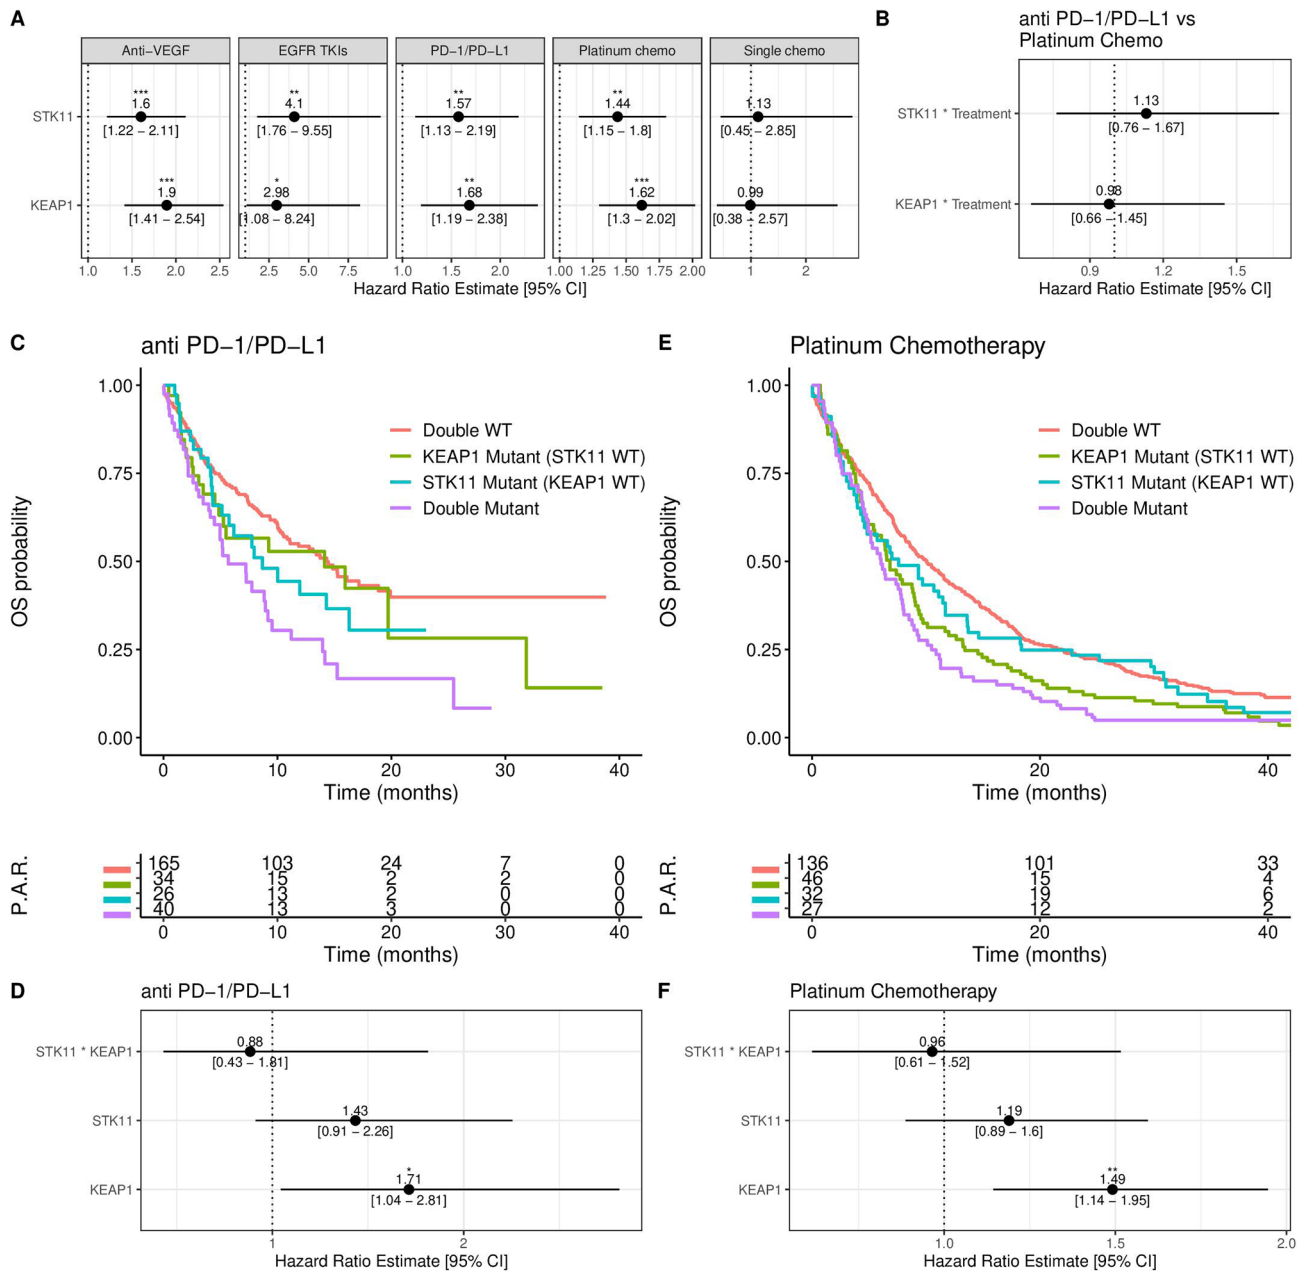 A
Anti−VEGF
EGFR TKIs
PD−1/PD−L1
Platinum chemo
Single chemo
STK11
***
1.6
[1.22 − 2.11]
**
4.1
[1.76 − 9.55]
**
1.57
[1.13 − 2.19]
**
1.44
[1.15 − 1.8]
1.13
[0.45 − 2.85]
KEAP1
***
1.9
[1.41 − 2.54]
*
2.98
[1.08 − 8.24]
**
1.68
[1.19 − 2.38]
***
1.62
[1.3 − 2.02]
0.99
[0.38 − 2.57]
1.0 1.5 2.0 2.5
2.5 5.0 7.5
1.0 1.5 2.0
1.00 1.25 1.50 1.75 2.00
1 2
Hazard Ratio Estimate [95% CI]
B
anti PD−1/PD−L1 vs
Platinum Chemo
STK11 * Treatment
1.13
[0.76 − 1.67]
KEAP1 * Treatment
0.98
[0.66 − 1.45]
0.9 1.2 1.5
Hazard Ratio Estimate [95% CI]
C
anti PD−1/PD−L1
OS probability
1.00
0.75
0.50
0.25
0.00
Double WT
KEAP1 Mutant (STK11 WT)
STK11 Mutant (KEAP1 WT)
Double Mutant
0 10 20 30 40
Time (months)
P.A.R.
165 103 24 7 0
34 15 2 2 0
26 13 2 0 0
40 13 3 0 0
0 10 20 30 40
Time (months)
E
Platinum Chemotherapy
OS probability
1.00
0.75
0.50
0.25
0.00
Double WT
KEAP1 Mutant (STK11 WT)
STK11 Mutant (KEAP1 WT)
Double Mutant
0 20 40
Time (months)
P.A.R.
136 101 33
46 15 4
32 19 6
27 12 2
0 20 40
Time (months)
D
anti PD−1/PD−L1
STK11 * KEAP1
0.88
[0.43 − 1.81]
STK11
1.43
[0.91 − 2.26]
KEAP1
*
1.71
[1.04 − 2.81]
1 2
Hazard Ratio Estimate [95% CI]
F
Platinum Chemotherapy
STK11 * KEAP1
0.96
[0.61 − 1.52]
STK11
1.19
[0.89 − 1.6]
KEAP1
**
1.49
[1.14 − 1.95]
1.0 1.5 2.0
Hazard Ratio Estimate [95% CI]